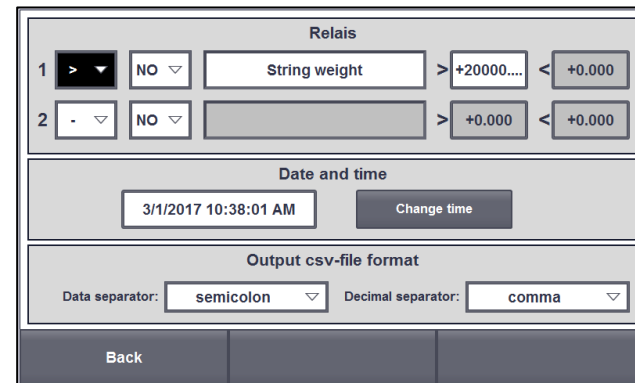 Relais
1 > NO String weight > +20000.... < +0.000
2 - NO > +0.000 < +0.000
Date and time
3/1/2017 10:38:01 AM Change time
Output csv-file format
Data separator: semicolon Decimal separator: comma
Back